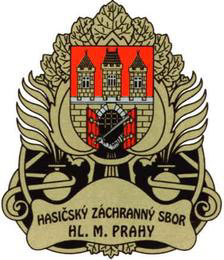 HASIČSKÝ ZÁCHRANNÝ SBOR
HL. M. PRAHY